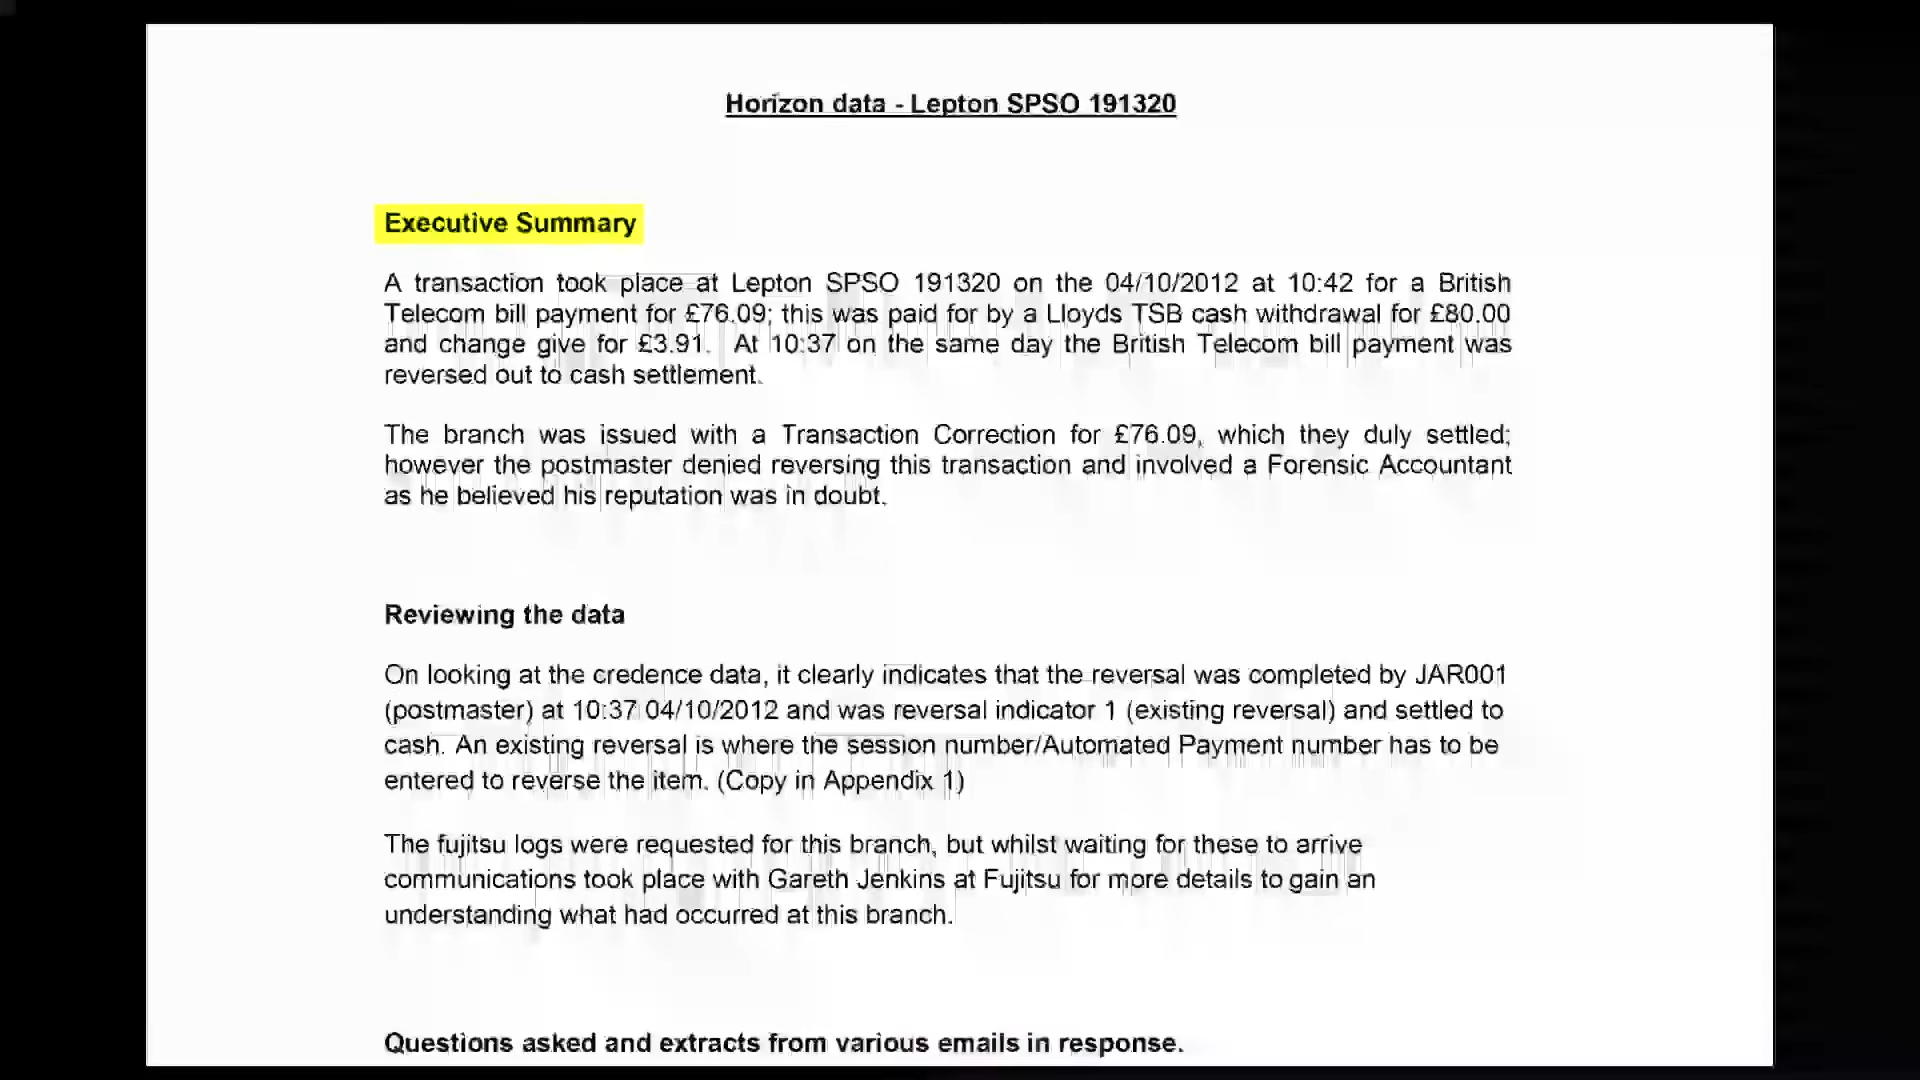 Horizon data - Lepton SPSO 191320
Executive Summary
A transaction took place at Lepton SPSO 191320 on the 04/10/2012 at 10:42 for a British
Telecom bill payment for £76.09; this was paid for by a Lloyds TSB cash withdrawal for £80.00
and change give for £3.91. At 10:37 on the same day the British Telecom bill payment was
reversed out to cash settlement.
The branch was issued with a Transaction Correction for £76.09, which they duly settled;
however the postmaster denied reversing this transaction and involved a Forensic Accountant
as he believed his reputation was in doubt.
Reviewing the data
On looking at the credence data, it clearly indicates that the reversal was completed by JAR001
(postmaster) at 10:37 04/10/2012 and was reversal indicator 1 (existing reversal) and settled to
cash. An existing reversal is where the session number/Automated Payment number has to be
entered to reverse the item. (Copy in Appendix 1)
The fujitsu logs were requested for this branch, but whilst waiting for these to arrive
communications took place with Gareth Jenkins at Fujitsu for more details to gain an
understanding what had occurred at this branch.
Questions asked and extracts from various emails in response.